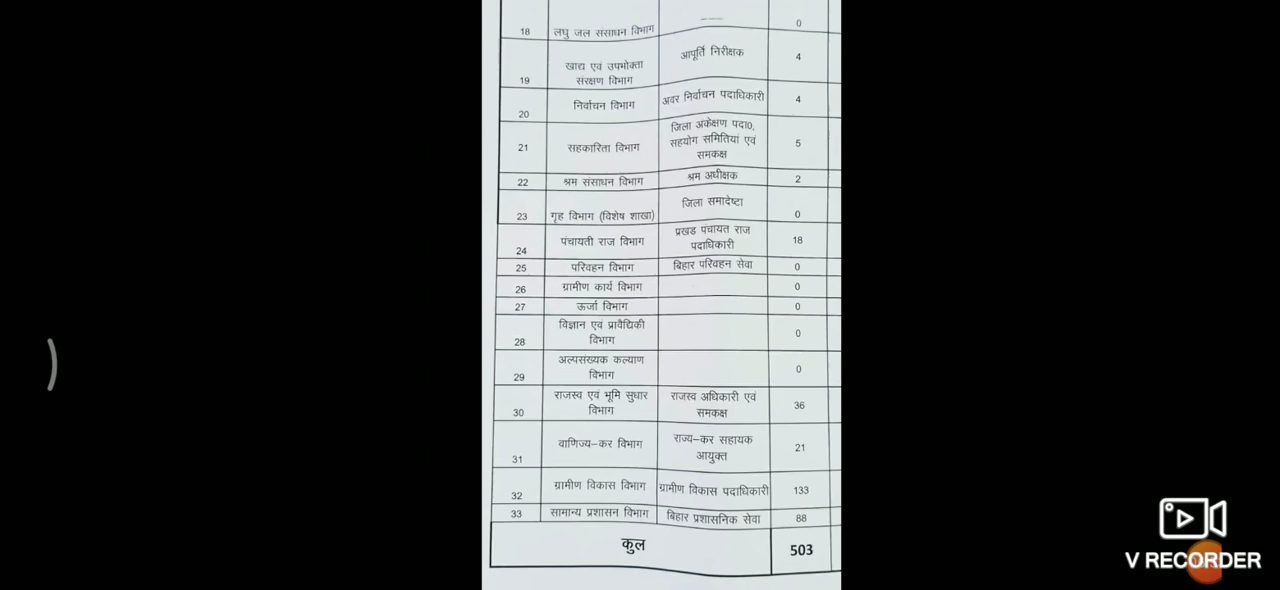 18 लघु जल संसाधन विभाग ---- 0
आपूर्ति निरीक्षक
खाद्य एवं उपभोक्ता
19 संरक्षण विभाग 4
20 निर्वाचन विभाग अवर निर्वाचन पदाधिकारी 4
जिला अंकेक्षण पदा0,
21 सहकारिता विभाग सहयोग समितियां एवं 5
समकक्ष
22 श्रम संसाधन विभाग श्रम अधीक्षक 2
जिला समादेष्टा
23 गृह विभाग (विशेष शाखा) 0
प्रखंड पंचायत राज
24 पंचायती राज विभाग पदाधिकारी 18
25 परिवहन विभाग बिहार परिवहन सेवा 0
26 ग्रामीण कार्य विभाग 0
27 ऊर्जा विभाग 0
विज्ञान एवं प्रावैधिकी
28 विभाग 0
अल्पसंख्यक कल्याण
29 विभाग 0
राजस्व एवं भूमि सुधार राजस्व अधिकारी एवं
30 विभाग समकक्ष 36
राज्य-कर सहायक
31 वाणिज्य-कर विभाग आयुक्त 21
32 ग्रामीण विकास विभाग ग्रामीण विकास पदाधिकारी 133
33 सामान्य प्रशासन विभाग बिहार प्रशासनिक सेवा 88
कुल 503
V RECORDER